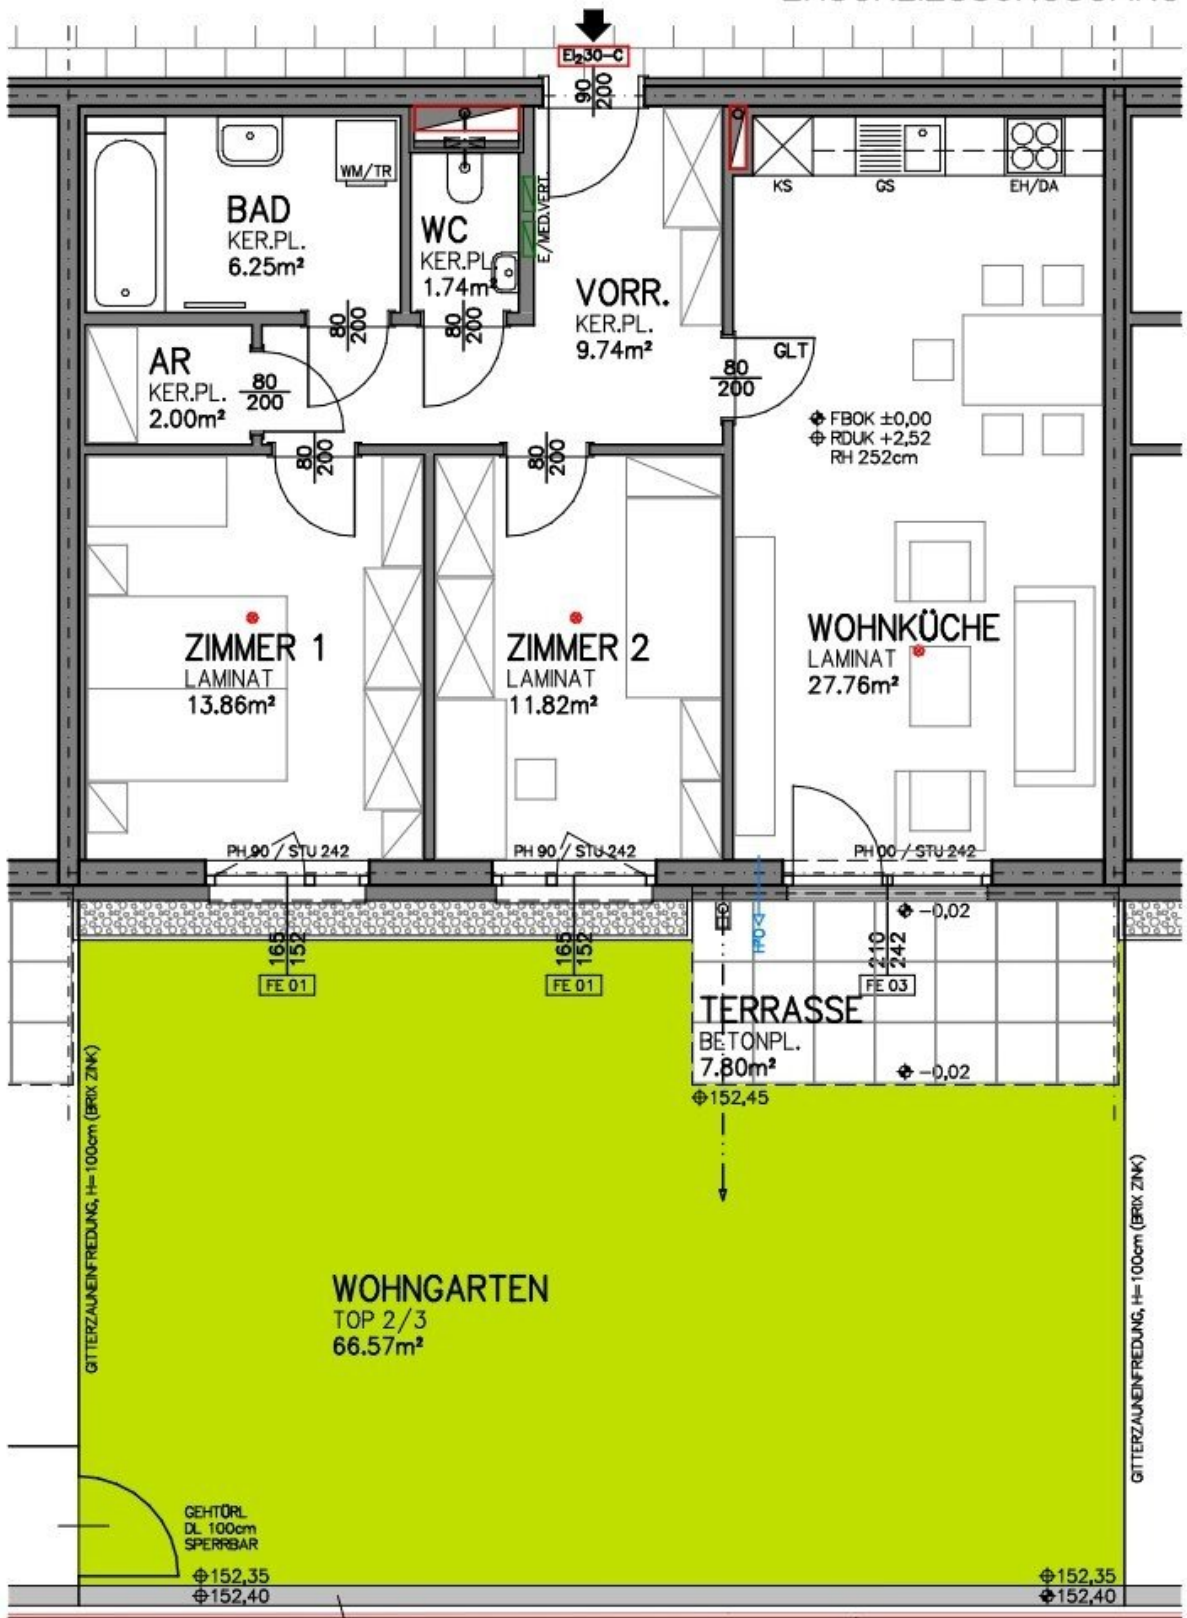 EI₂30-C
90
200
WM/TR
BAD
KER.PL.
6.25m²
WC
KER.PL.
1.74m²
E/MED.VERT.
KS
GS
EH/DA
VORR.
KER.PL.
9.74m²
80
200
80
200
AR
KER.PL.
2.00m²
80
200
GLT
80
200
FBOK ±0,00
RDUK +2,52
RH 252cm
80
200
80
200
ZIMMER 1
LAMINAT
13.86m²
ZIMMER 2
LAMINAT
11.82m²
WOHNKÜCHE
LAMINAT
27.76m²
PH 90 / STU 242
PH 90 / STU 242
PH 00 / STU 242
165
152
FE 01
165
152
FE 01
-0,02
210
242
FE 03
TERRASSE
BETONPL.
7.80m²
-0,02
152,45
GITTERZAUNEINFREDUNG, H=100cm (BRIX ZINK)
GITTERZAUNEINFREDUNG, H=100cm (BRIX ZINK)
WOHNGARTEN
TOP 2/3
66.57m²
GEHTÜRL
DL 100cm
SPERRBAR
152,35
152,40
152,35
152,40